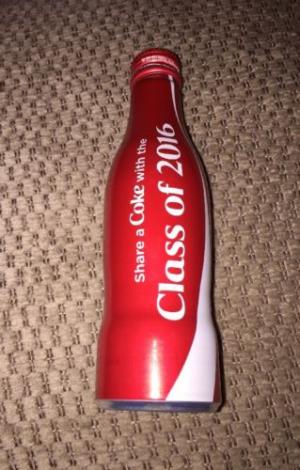 Share a Coke with the
Class of 2016